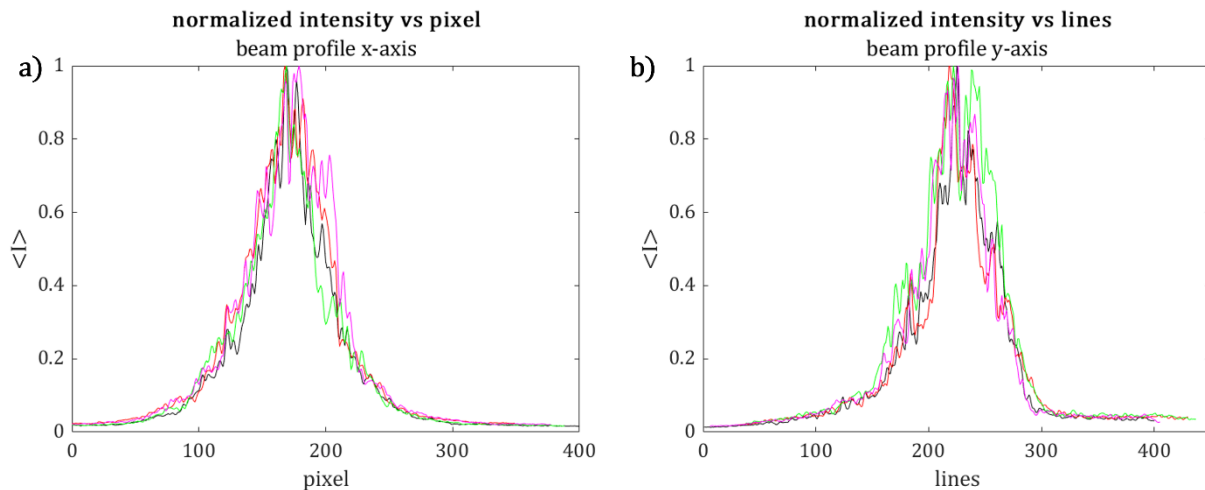 normalized intensity vs pixel
beam profile x-axis
a)
1
0.8
0.6
0.4
0.2
0
<I>
0 100 200 300 400
pixel
normalized intensity vs lines
beam profile y-axis
b)
1
0.8
0.6
0.4
0.2
0
<I>
0 100 200 300 400
lines